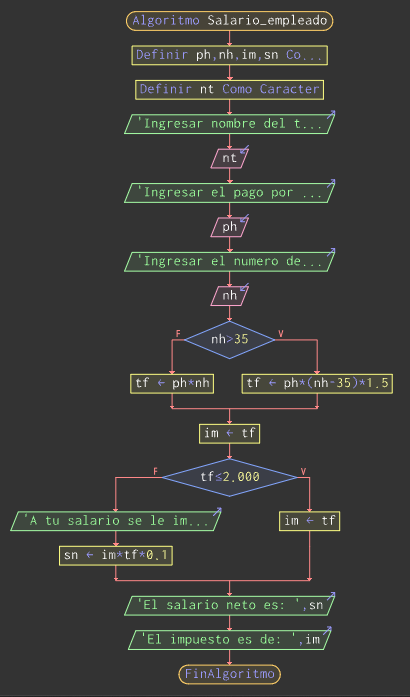 Algoritmo Salario_empleado
Definir ph,nh,im,sn Co...
Definir nt Como Caracter
'Ingresar nombre del t...
nt
'Ingresar el pago por ...
ph
'Ingresar el numero de...
nh
nh>35
F
V
tf ← ph*nh
tf ← ph*(nh-35)*1.5
im ← tf
tf≤2.000
F
V
'A tu salario se le im...
im ← tf
sn ← im*tf*0.1
'El salario neto es: ',sn
'El impuesto es de: ',im
FinAlgoritmo